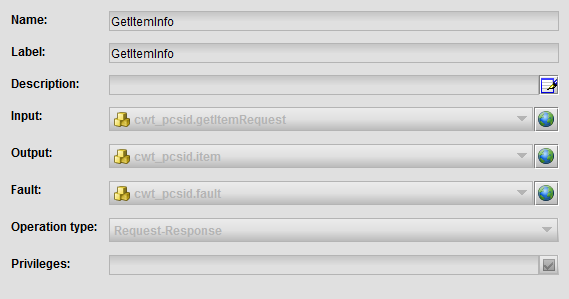 Name: GetItemInfo
Label: GetItemInfo
Description:
Input: cwt_pcsid.getItemRequest
Output: cwt_pcsid.item
Fault: cwt_pcsid.fault
Operation type: Request-Response
Privileges: